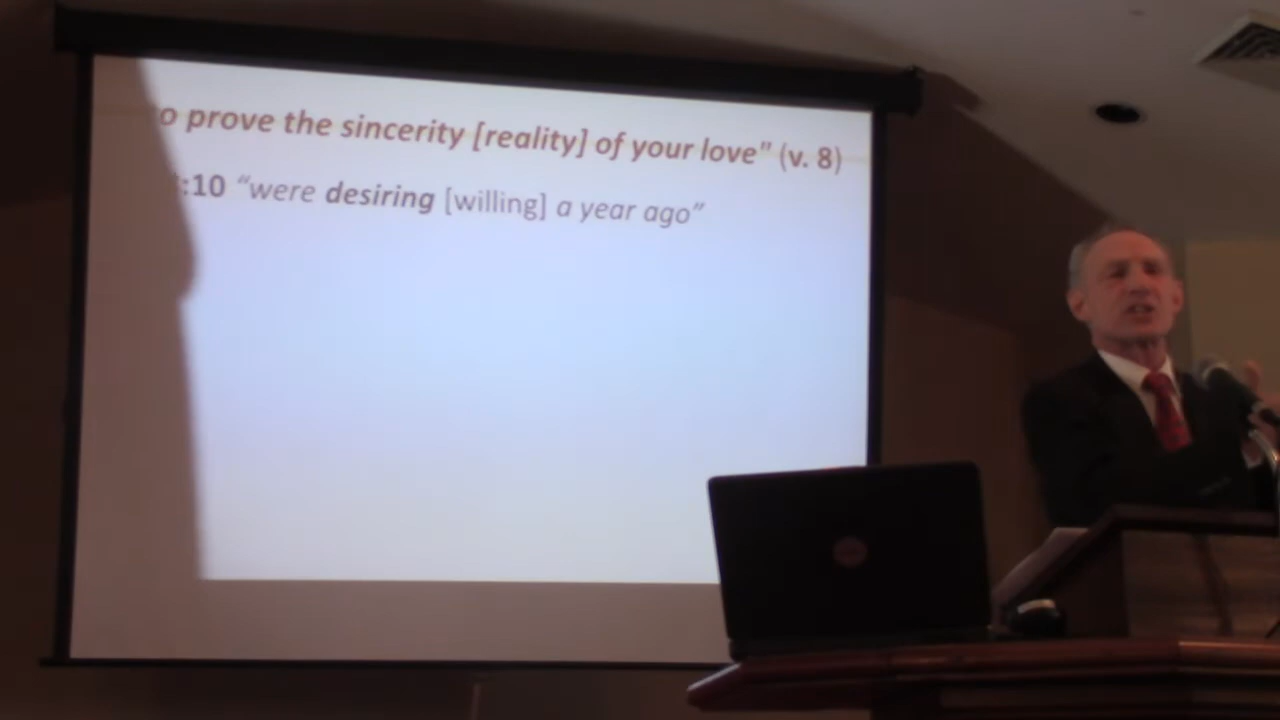 o prove the sincerity [reality] of your love" (v. 8)
:10 “were desiring [willing] a year ago”